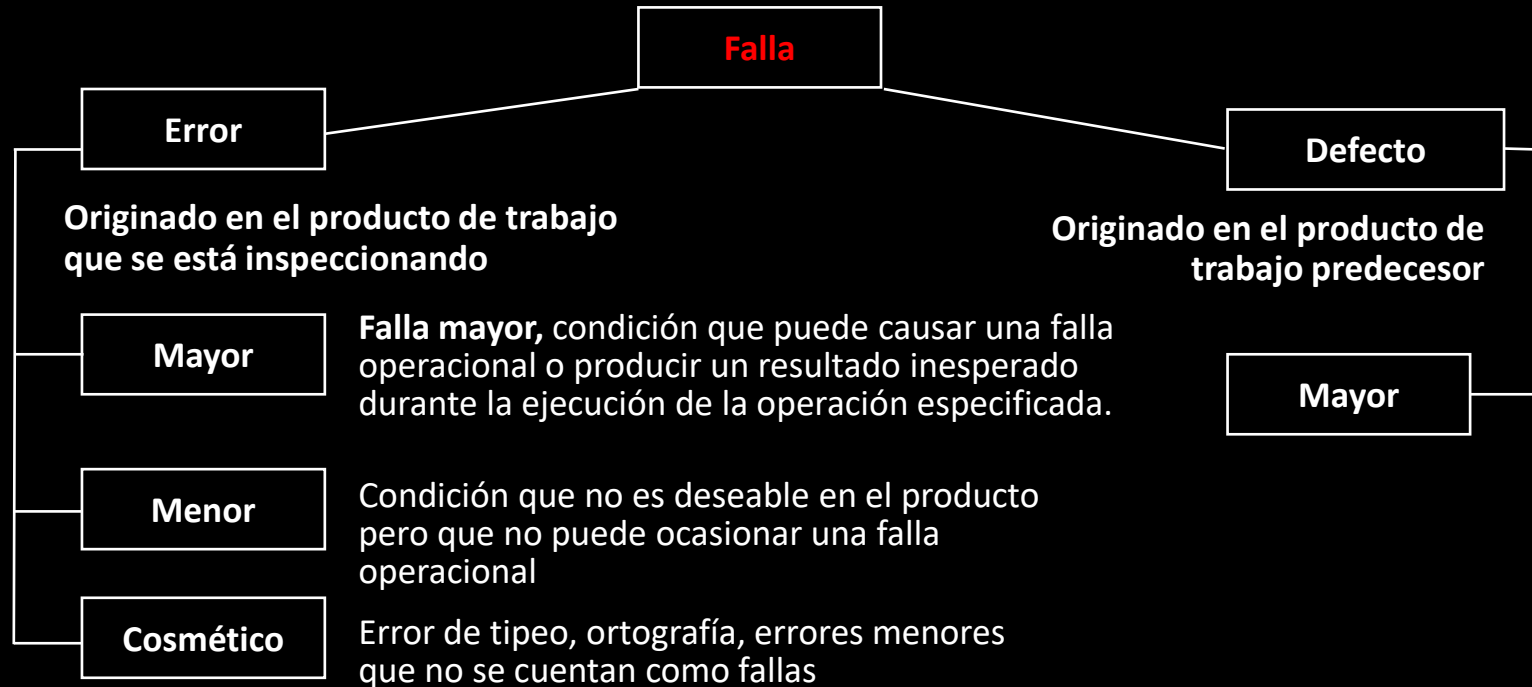 Falla
Error
Defecto
Originado en el producto de trabajo
que se está inspeccionando
Originado en el producto de
trabajo predecesor
Mayor
Falla mayor, condición que puede causar una falla
operacional o producir un resultado inesperado
durante la ejecución de la operación especificada.
Mayor
Menor
Condición que no es deseable en el producto
pero que no puede ocasionar una falla
operacional
Cosmético
Error de tipeo, ortografía, errores menores
que no se cuentan como fallas